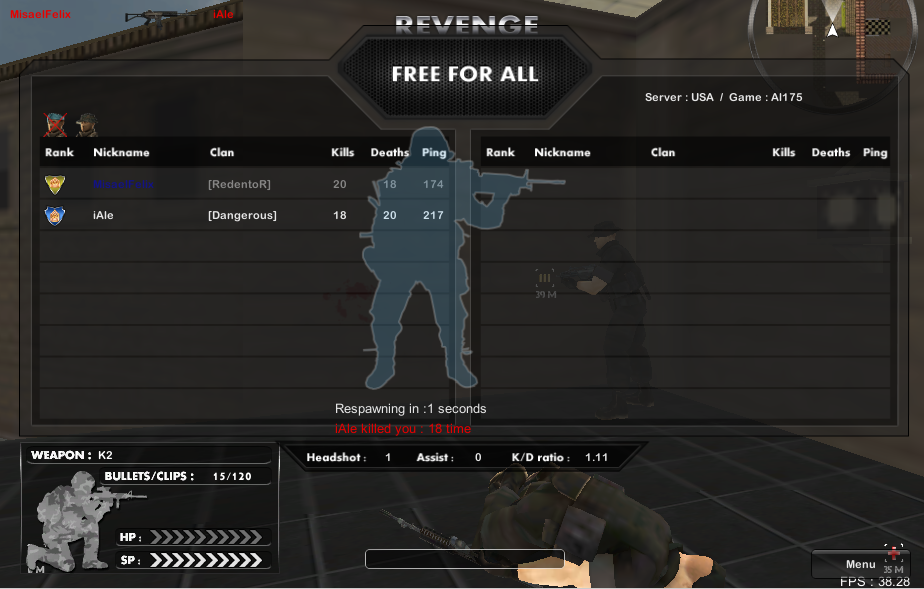 MisaelFelix iAle
REVENGE
FREE FOR ALL
Server : USA / Game : AI175
Rank Nickname Clan Kills Deaths Ping Rank Nickname Clan Kills Deaths Ping
MisaelFelix [RedentoR] 20 18 174
iAle [Dangerous] 18 20 217
39 M
Respawning in :1 seconds
iAle killed you : 18 time
WEAPON : K2
Headshot : 1 Assist : 0 K/D ratio : 1.11
BULLETS/CLIPS : 15/120
HP :
SP :
Menu
35 M
FPS : 38.28